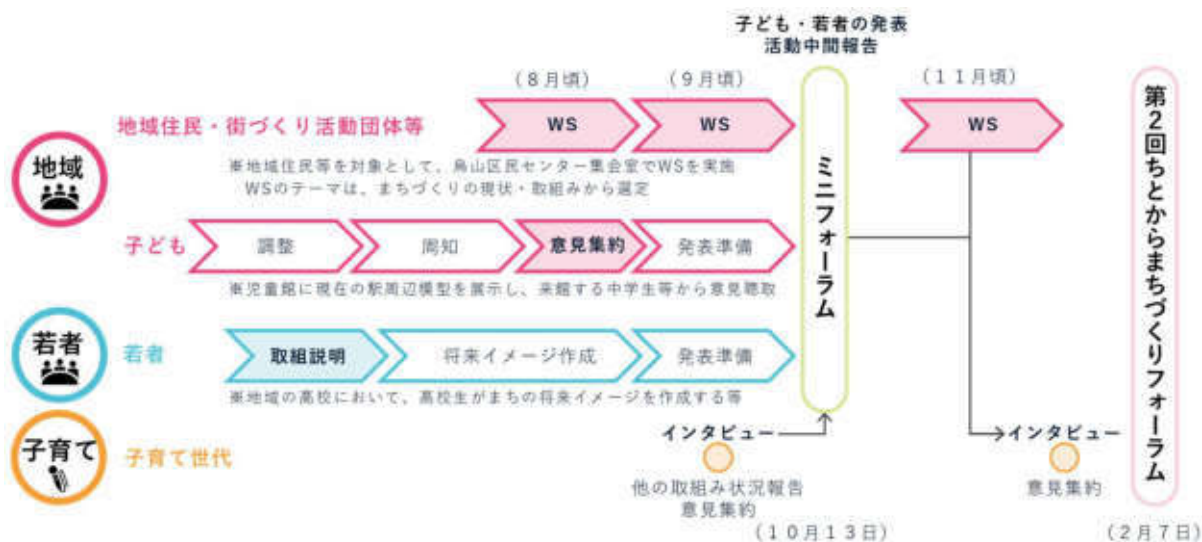 子ども・若者の発表
活動中間報告
(8月頃)
(9月頃)
(11月頃)
地域
地域住民・街づくり活動団体等
WS
WS
WS
※地域住民等を対象として、烏山区民センター集会室でWSを実施
WSのテーマは、まちづくりの現状・取組みから選定
子ども
調整
周知
意見集約
発表準備
※児童館に現在の駅周辺模型を展示し、来館する中学生等から意見聴取
若者
若者
取組説明
将来イメージ作成
発表準備
※地域の高校において、高校生がまちの将来イメージを作成する等
子育て
子育て世代
インタビュー
他の取組み状況報告
意見集約
ミニフォーラム
(10月13日)
インタビュー
意見集約
第2回ちとからまちづくりフォーラム
(2月7日)